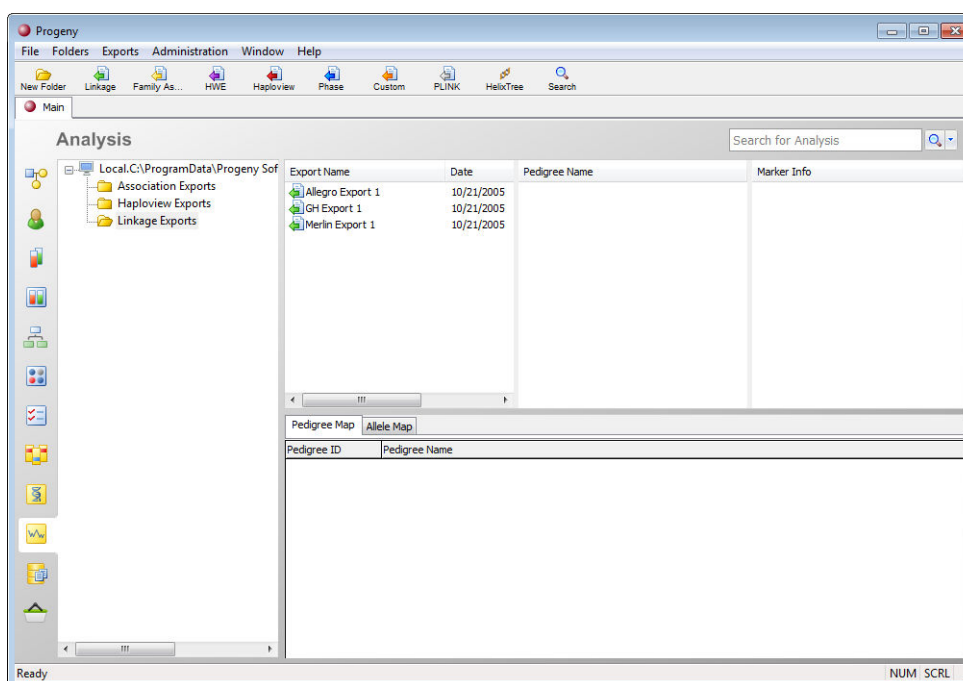 Progeny
File Folders Exports Administration Window Help
New Folder Linkage Family As... HWE Haploview Phase Custom PLINK HelixTree Search
Main
Analysis
Search for Analysis
Local.C:\ProgramData\Progeny Sof
Association Exports
Haploview Exports
Linkage Exports
Export Name Date Pedigree Name Marker Info
Allegro Export 1 10/21/2005
GH Export 1 10/21/2005
Merlin Export 1 10/21/2005
Pedigree Map Allele Map
Pedigree ID Pedigree Name
Ready NUM SCRL